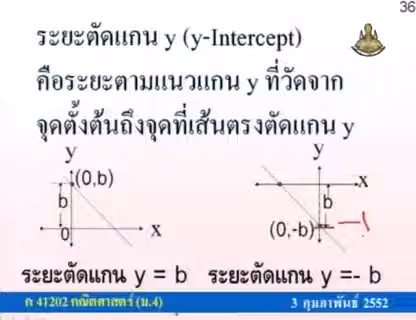 36
ระยะตัดแกน y (y-Intercept)
คือระยะตามแนวแกน y ที่วัดจาก
จุดตั้งต้นถึงจุดที่เส้นตรงตัดแกน y
y
(0,b)
b
0
x
y
x
b
(0,-b)
-1
ระยะตัดแกน y = b
ระยะตัดแกน y =- b
ค 41202 คณิตศาสตร์ (ม.4)
3 กุมภาพันธ์ 2552